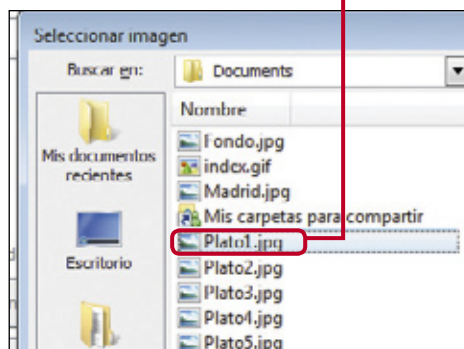 Seleccionar imagen
Buscar en: Documents
Nombre
Fondo.jpg
index.gif
Madrid.jpg
Mis carpetas para compartir
Plato1.jpg
Plato2.jpg
Plato3.jpg
Plato4.jpg
Plato5.jpg
Mis documentos
recientes
Escritorio